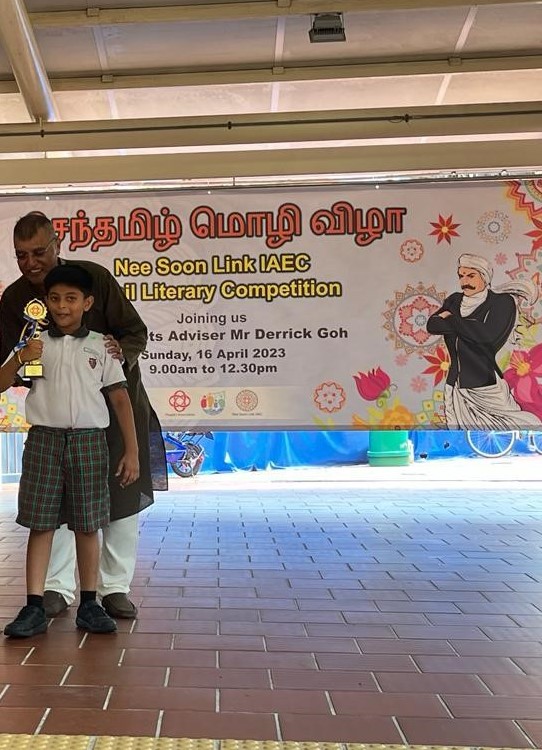 சந்தமிழ் மொழி விழா
Nee Soon Link IAEC
il Literary Competition
Joining us
ts Adviser Mr Derrick Goh
Sunday, 16 April 2023
9.00am to 12.30pm